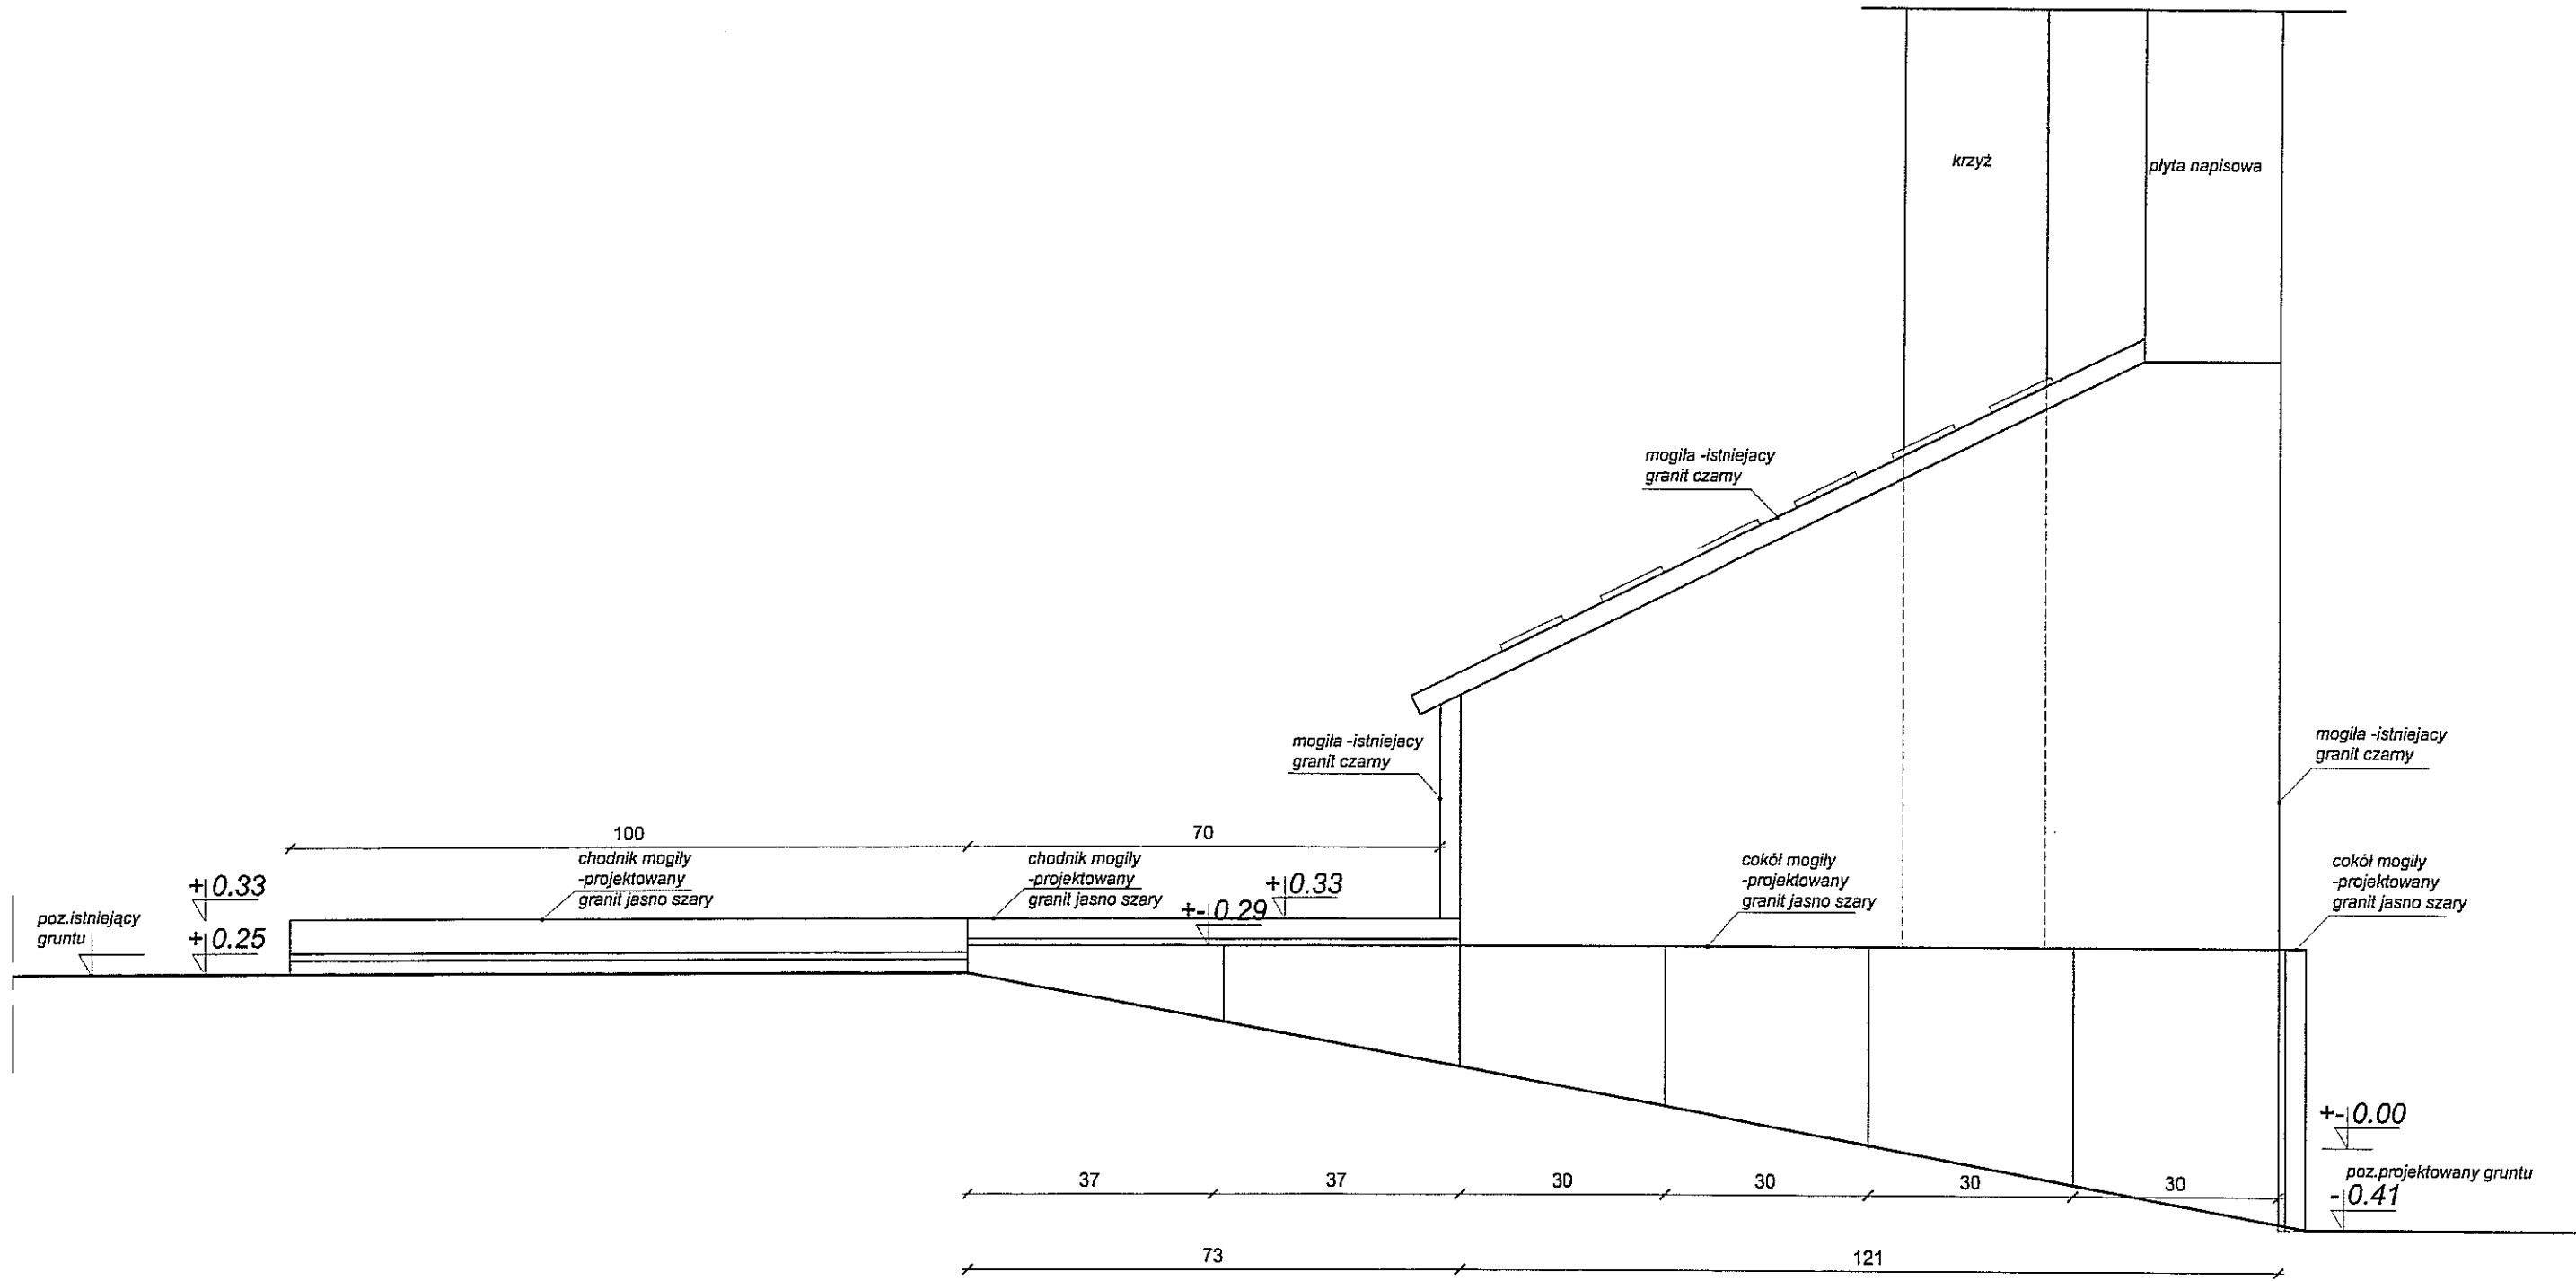 krzyż
płyta napisowa
mogiła -istniejacy
granit czarny
mogiła -istniejacy
granit czarny
mogiła -istniejacy
granit czarny
100
70
chodnik mogiły
-projektowany
granit jasno szary
chodnik mogiły
-projektowany
granit jasno szary
cokół mogiły
-projektowany
granit jasno szary
cokół mogiły
-projektowany
granit jasno szary
+0.33
+0.33
+-0.29
poz.istniejący
gruntu
+0.25
+-0.00
poz.projektowany gruntu
-0.41
37
37
30
30
30
30
73
121